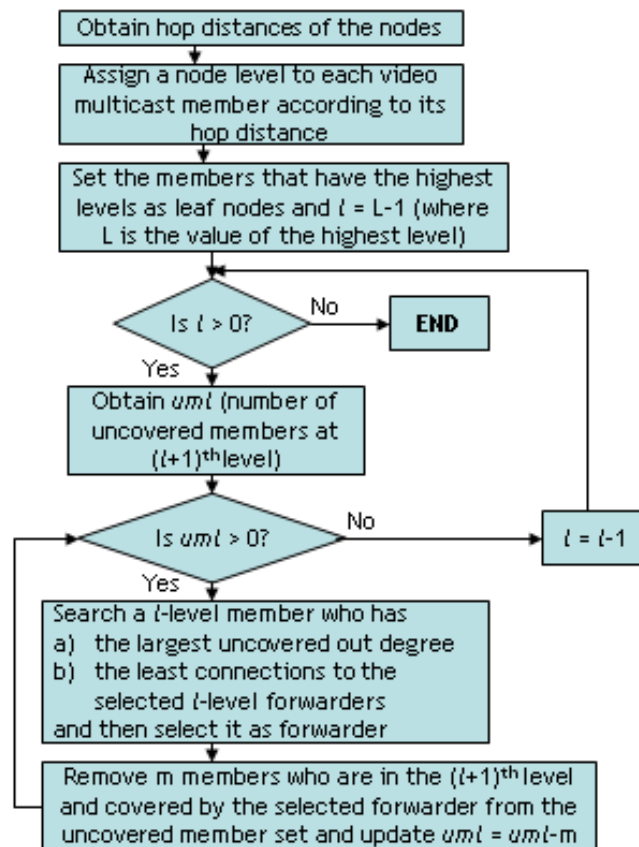 Obtain hop distances of the nodes
Assign a node level to each video
multicast member according to its
hop distance
Set the members that have the highest
levels as leaf nodes and l = L-1 (where
L is the value of the highest level)
Is l > 0?
No
END
Yes
Obtain uml (number of
uncovered members at
(l+1)th level)
Is uml > 0?
No
l = l-1
Yes
Search a l-level member who has
a) the largest uncovered out degree
b) the least connections to the
selected l-level forwarders
and then select it as forwarder
Remove m members who are in the (l+1)th level
and covered by the selected forwarder from the
uncovered member set and update uml = uml-m